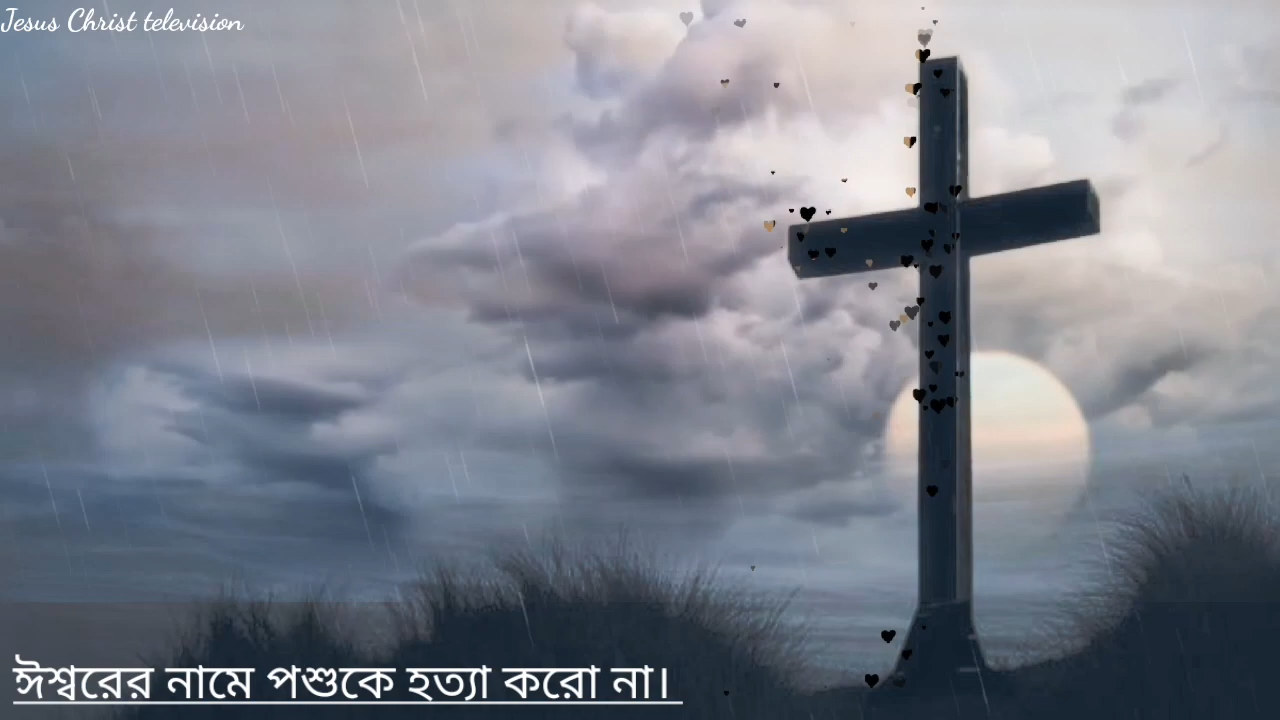 Jesus Christ television
ঈশ্বরের নামে পশুকে হত্যা করো না।